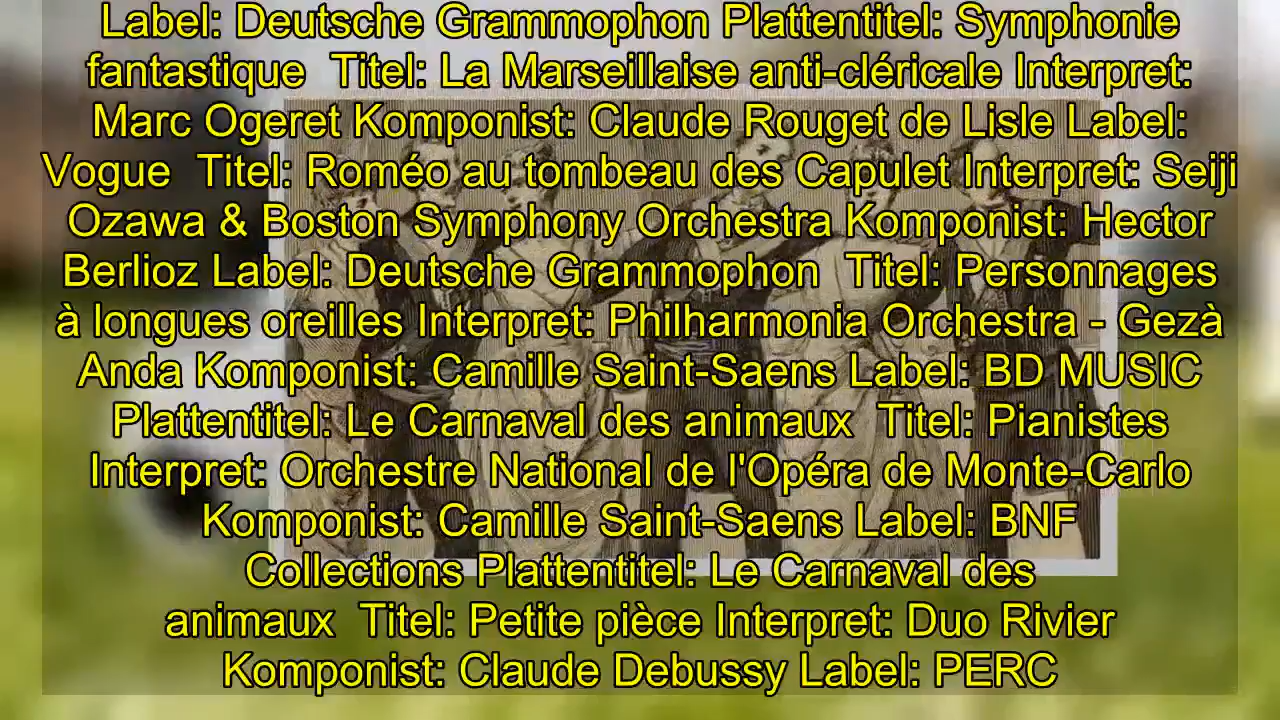 Label: Deutsche Grammophon Plattentitel: Symphonie
fantastique  Titel: La Marseillaise anti-cléricale Interpret:
Marc Ogeret Komponist: Claude Rouget de Lisle Label:
Vogue  Titel: Roméo au tombeau des Capulet Interpret: Seiji
Ozawa & Boston Symphony Orchestra Komponist: Hector
Berlioz Label: Deutsche Grammophon  Titel: Personnages
à longues oreilles Interpret: Philharmonia Orchestra - Gezà
Anda Komponist: Camille Saint-Saens Label: BD MUSIC
Plattentitel: Le Carnaval des animaux  Titel: Pianistes
Interpret: Orchestre National de l'Opéra de Monte-Carlo
Komponist: Camille Saint-Saens Label: BNF
Collections Plattentitel: Le Carnaval des
animaux  Titel: Petite pièce Interpret: Duo Rivier
Komponist: Claude Debussy Label: PERC